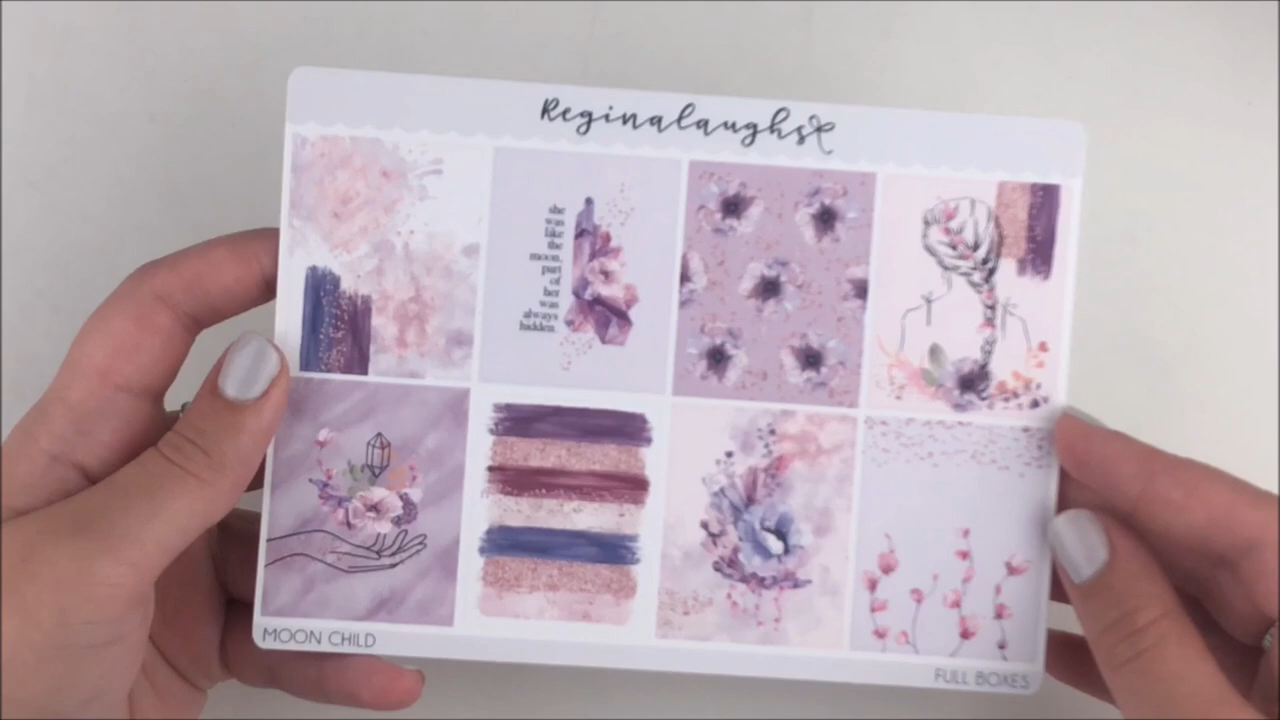 Reginalaughs
she
was
like
the
moon,
part
of
her
was
always
hidden.
MOON CHILD
FULL BOXES